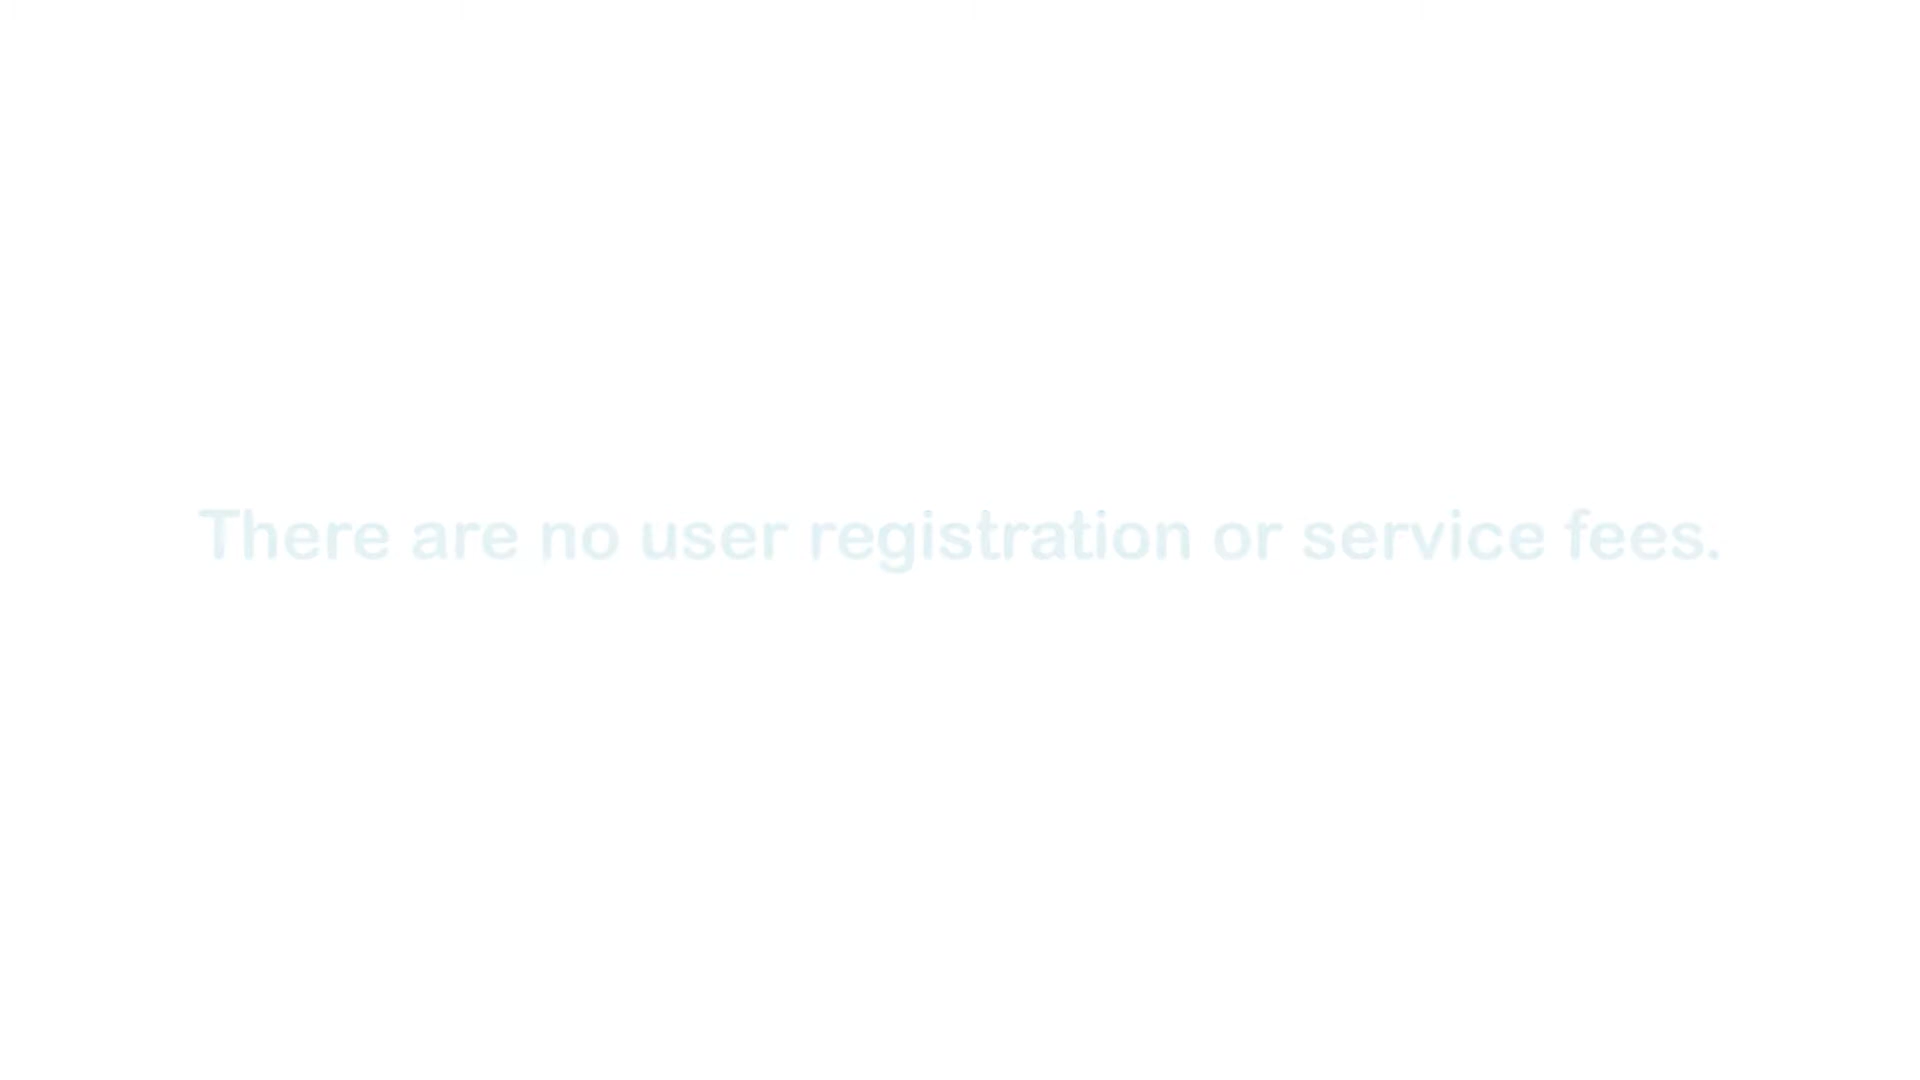 There are no user registration or service fees.